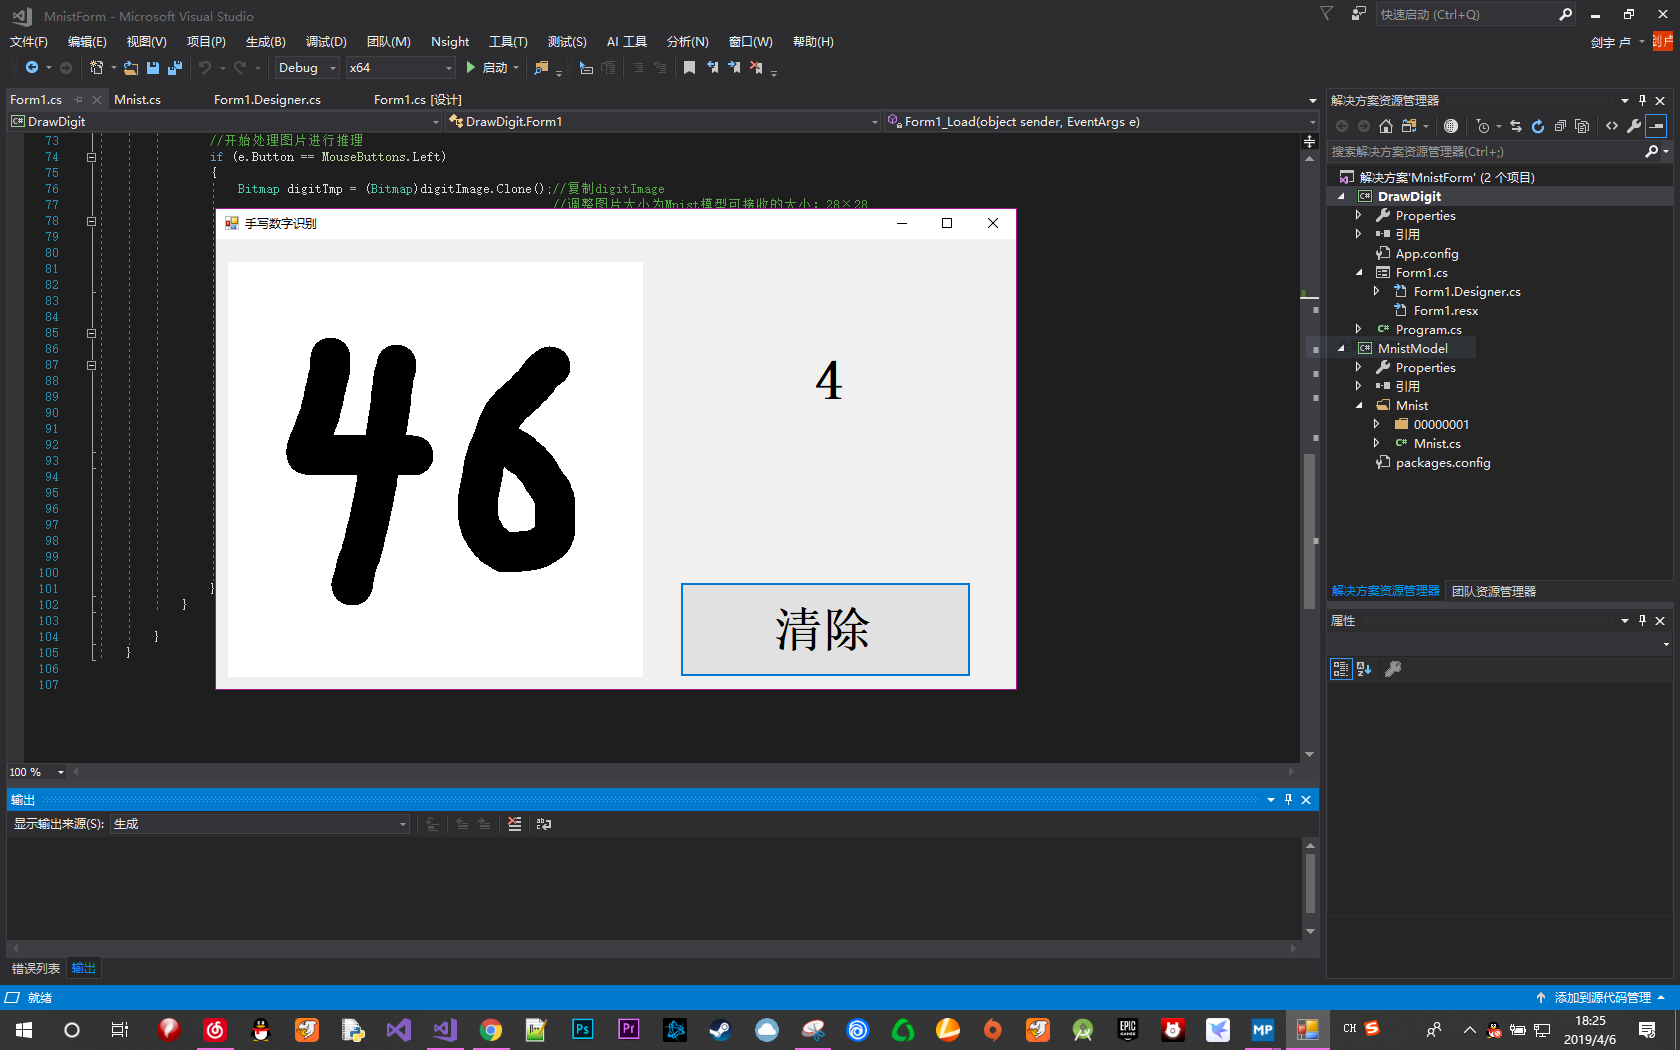 MnistForm - Microsoft Visual Studio
快速启动 (Ctrl+Q)
文件(F) 编辑(E) 视图(V) 项目(P) 生成(B) 调试(D) 团队(M) Nsight 工具(T) 测试(S) AI 工具 分析(N) 窗口(W) 帮助(H)
剑宇 卢
剑卢
Debug x64 启动
Form1.cs Mnist.cs Form1.Designer.cs Form1.cs [设计]
DrawDigit DrawDigit.Form1 Form1_Load(object sender, EventArgs e)
73 //开始处理图片进行推理
74 if (e.Button == MouseButtons.Left)
75 {
76 Bitmap digitTmp = (Bitmap)digitImage.Clone();//复制digitImage
77 //调整图片大小为Mnist模型可接收的大小：28×28
78
79
80
81
82
83
84
85
86
87
88
89
90
91
92
93
94
95
96
97
98
99
100
101 }
102 }
103
104 }
105 }
106
107
手写数字识别
46
4
清除
100 %
输出
显示输出来源(S): 生成
错误列表 输出
就绪
添加到源代码管理
解决方案资源管理器
搜索解决方案资源管理器(Ctrl+;)
解决方案'MnistForm' (2 个项目)
DrawDigit
Properties
引用
App.config
Form1.cs
Form1.Designer.cs
Form1.resx
Program.cs
MnistModel
Properties
引用
Mnist
00000001
Mnist.cs
packages.config
解决方案资源管理器 团队资源管理器
属性
Ps
Pr
EPIC GAMES
MP
CH
18:25
2019/4/6